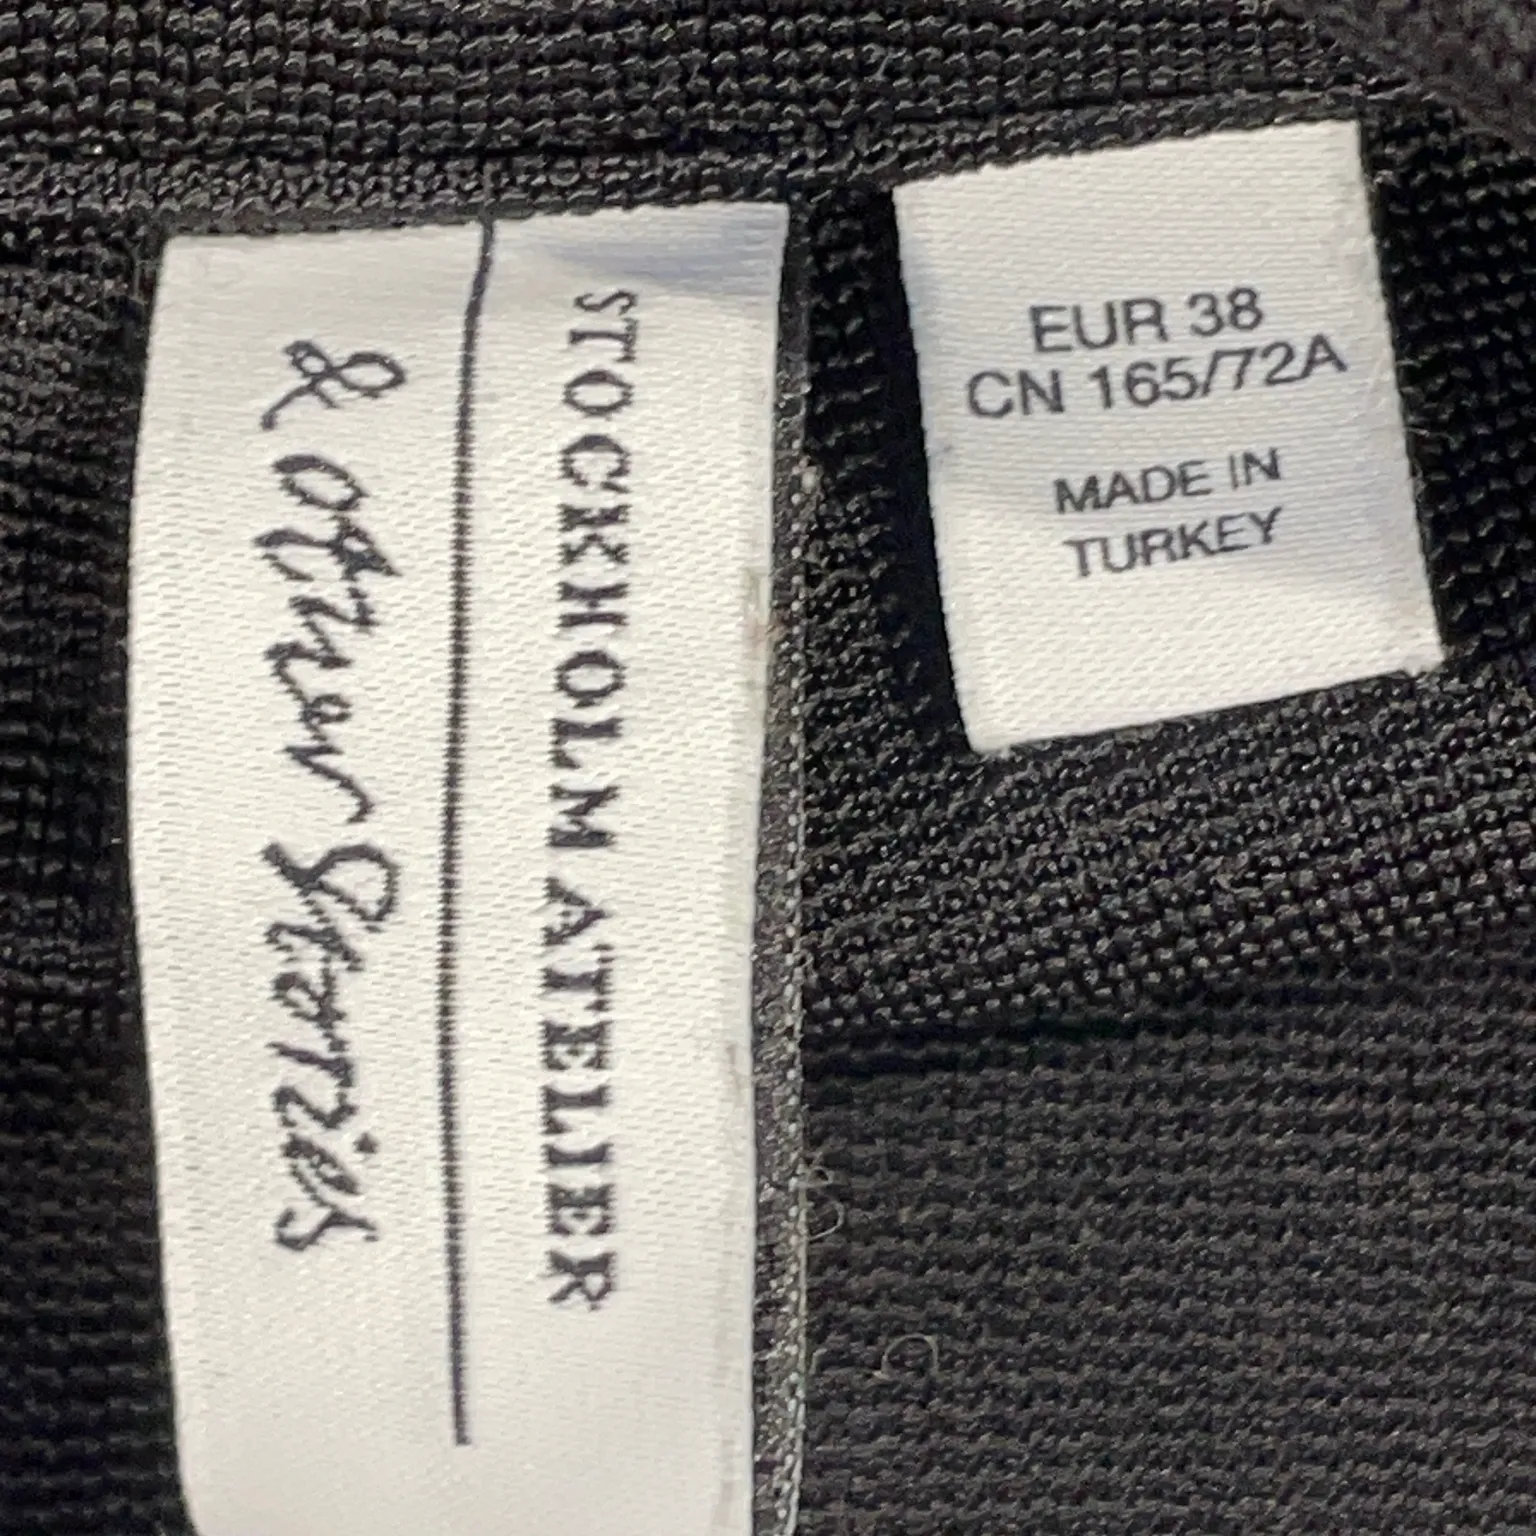 STOCKHOLM ATELIER
& Other Stories
EUR 38
CN 165/72A
MADE IN
TURKEY